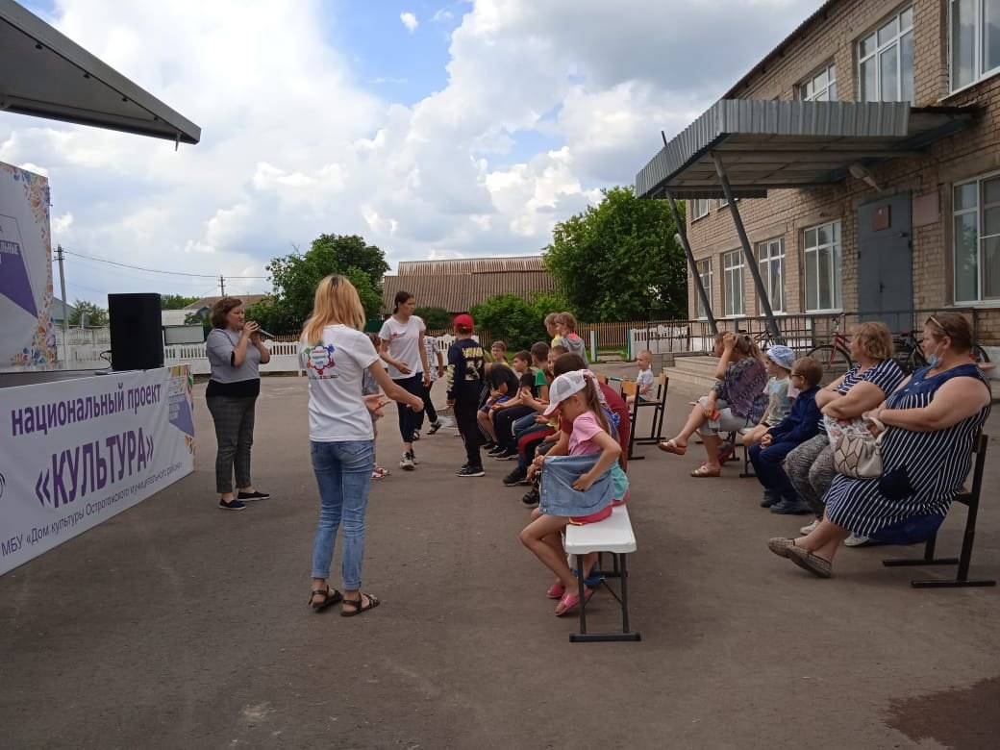 национальный проект
«КУЛЬТУРА»
МБУ «Дом культуры Острогожского муниципального района»